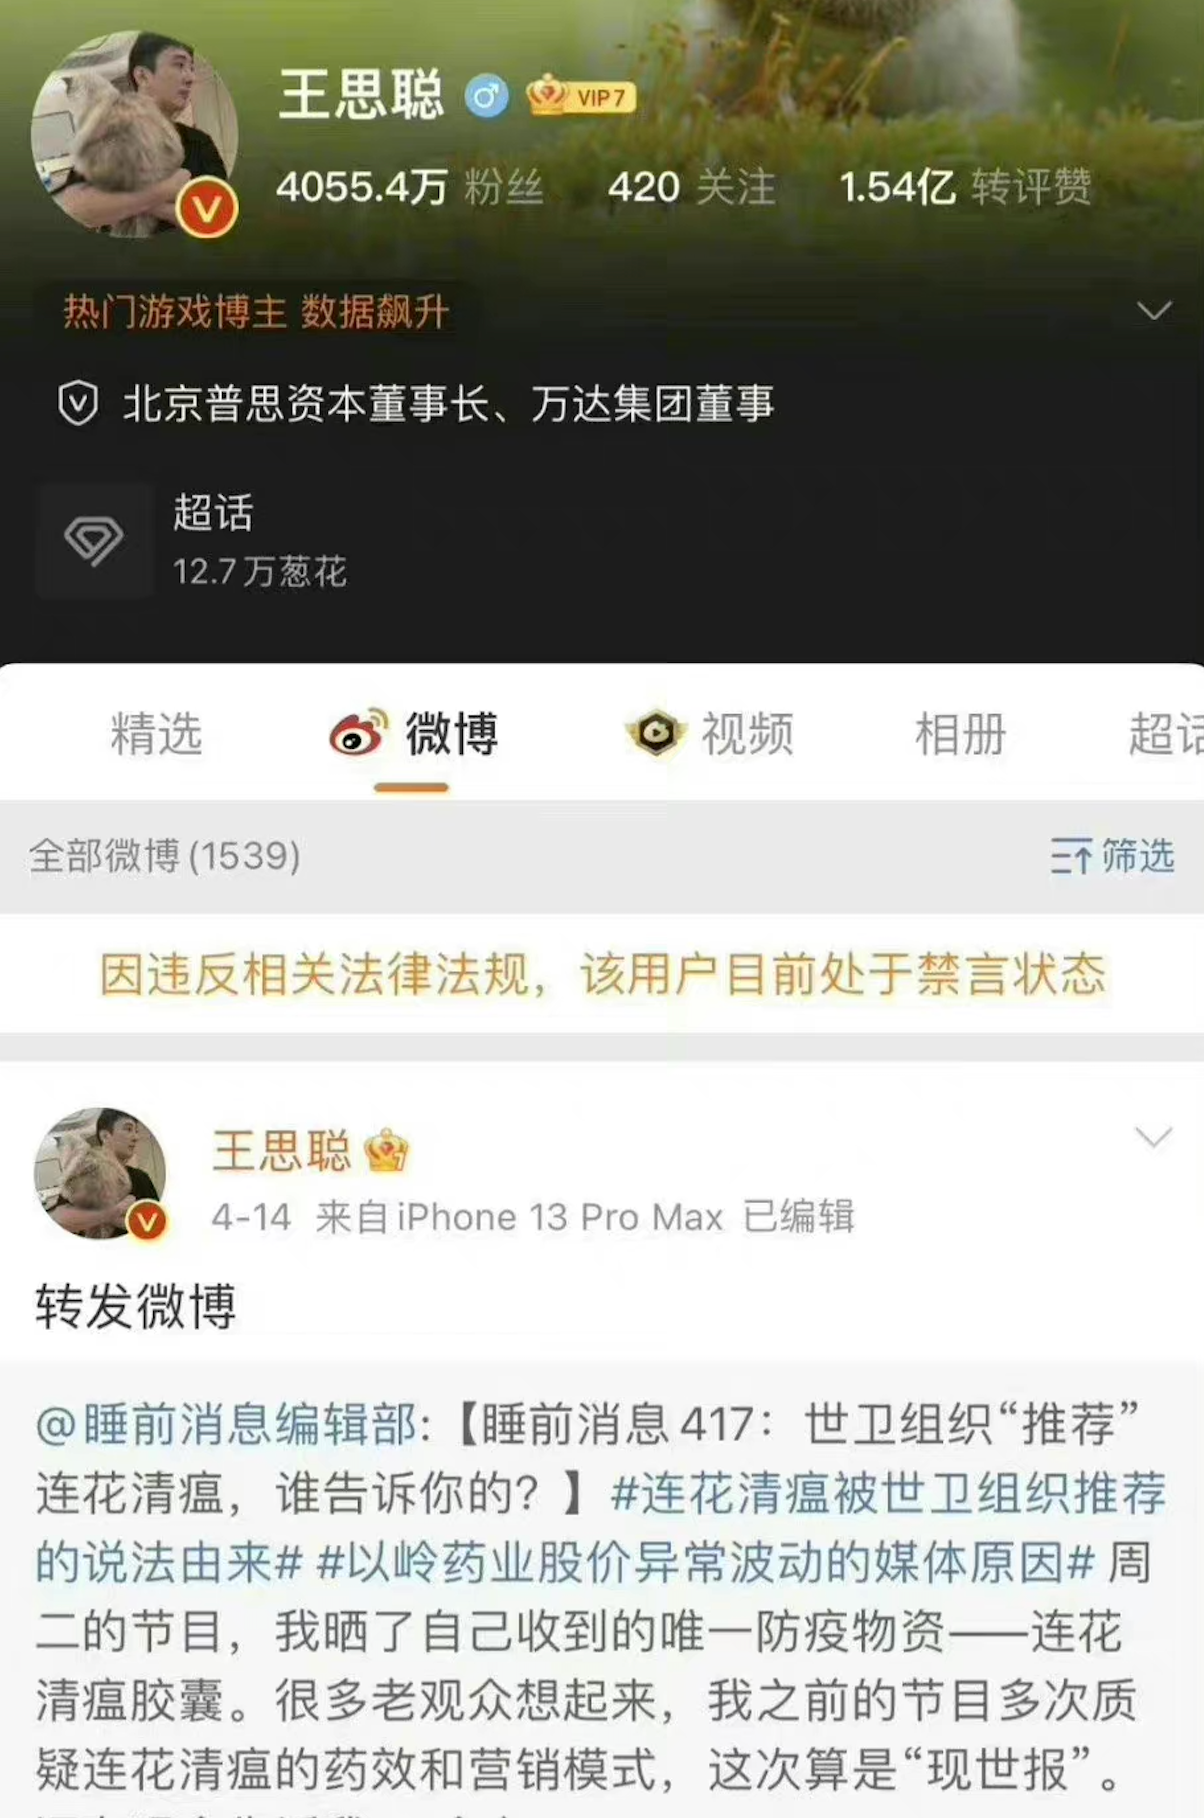 王思聪 VIP 7
4055.4万 粉丝 420 关注 1.54亿 转评赞
热门游戏博主 数据飙升
北京普思资本董事长、万达集团董事
超话
12.7万葱花
精选 微博 视频 相册 超话
全部微博(1539) 筛选
因违反相关法律法规，该用户目前处于禁言状态
王思聪 7
4-14 来自iPhone 13 Pro Max 已编辑
转发微博
@睡前消息编辑部:【睡前消息417：世卫组织“推荐”
连花清瘟，谁告诉你的？】#连花清瘟被世卫组织推荐
的说法由来# #以岭药业股价异常波动的媒体原因# 周
二的节目，我晒了自己收到的唯一防疫物资——连花
清瘟胶囊。很多老观众想起来，我之前的节目多次质
疑连花清瘟的药效和营销模式，这次算是“现世报”。